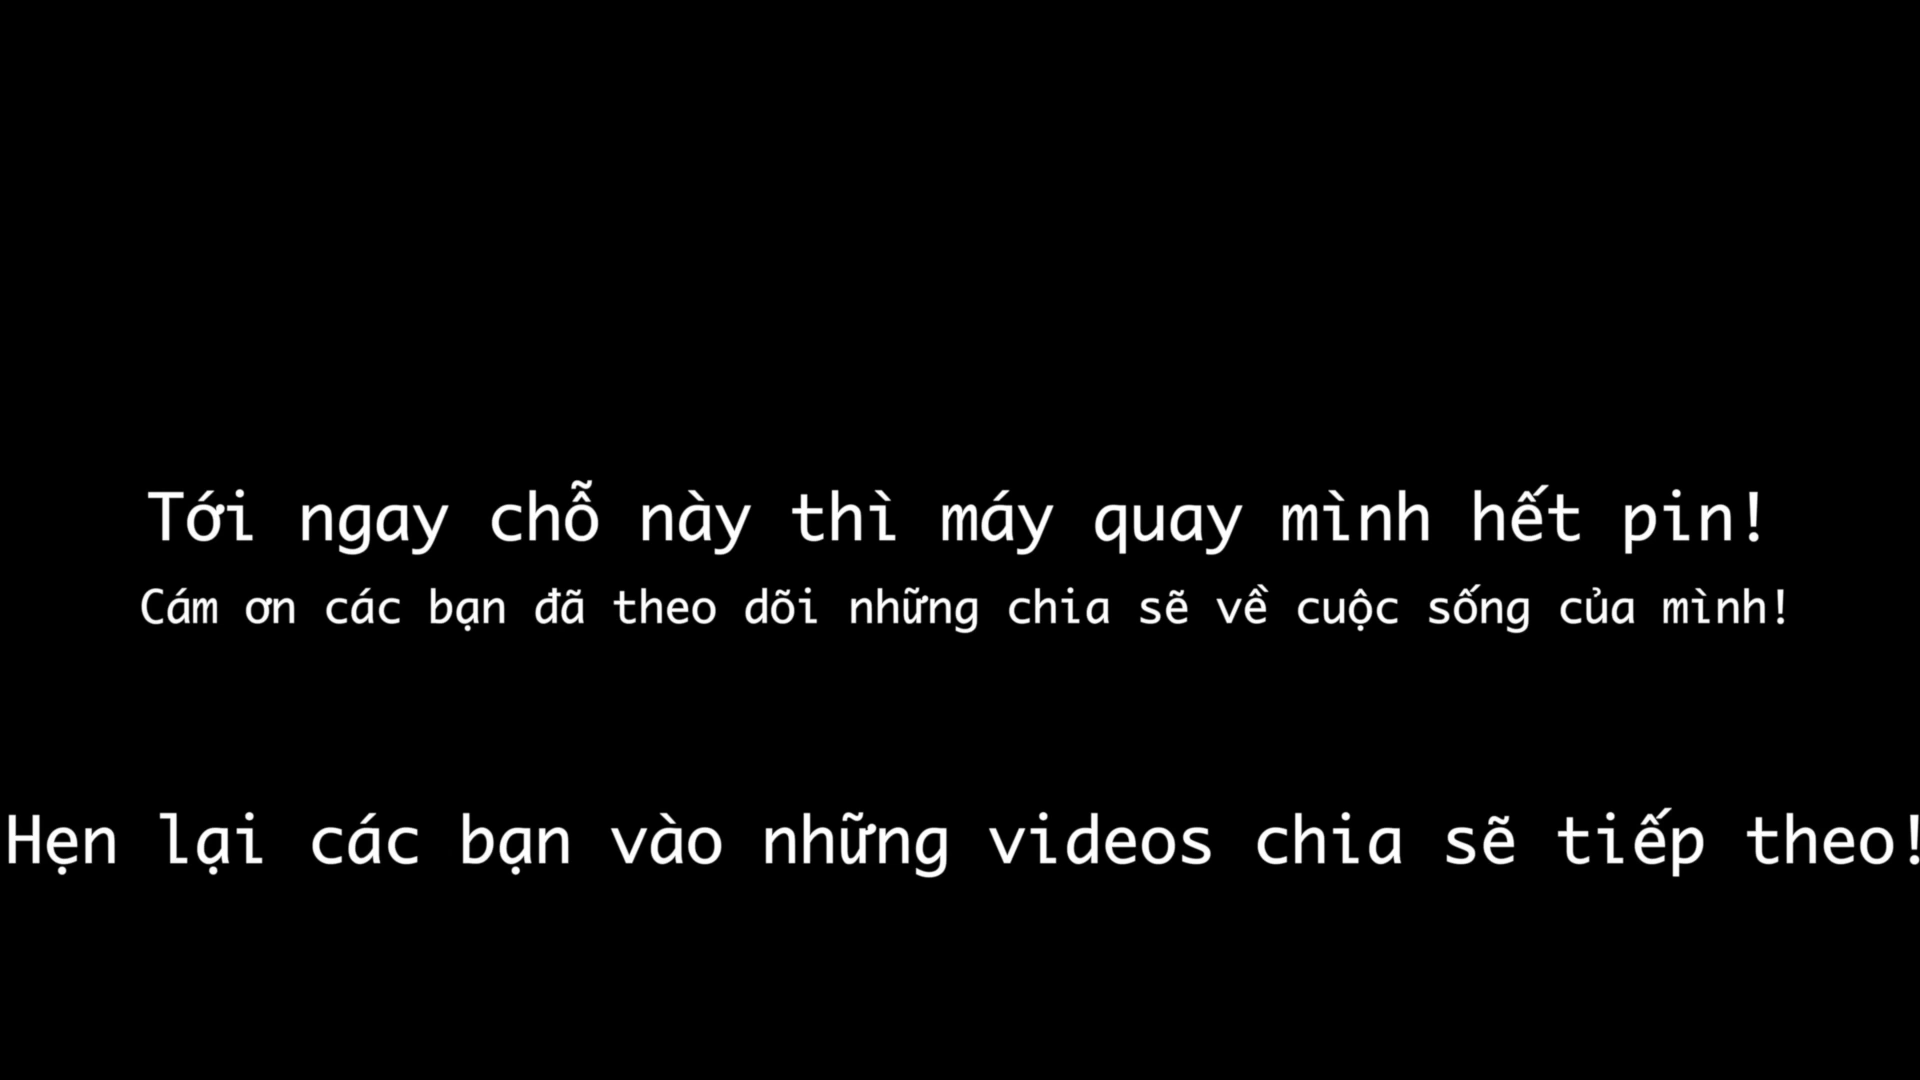 Tới ngay chỗ này thì máy quay mình hết pin!
Cám ơn các bạn đã theo dõi những chia sẽ về cuộc sống của mình!
Hẹn lại các bạn vào những videos chia sẽ tiếp theo!